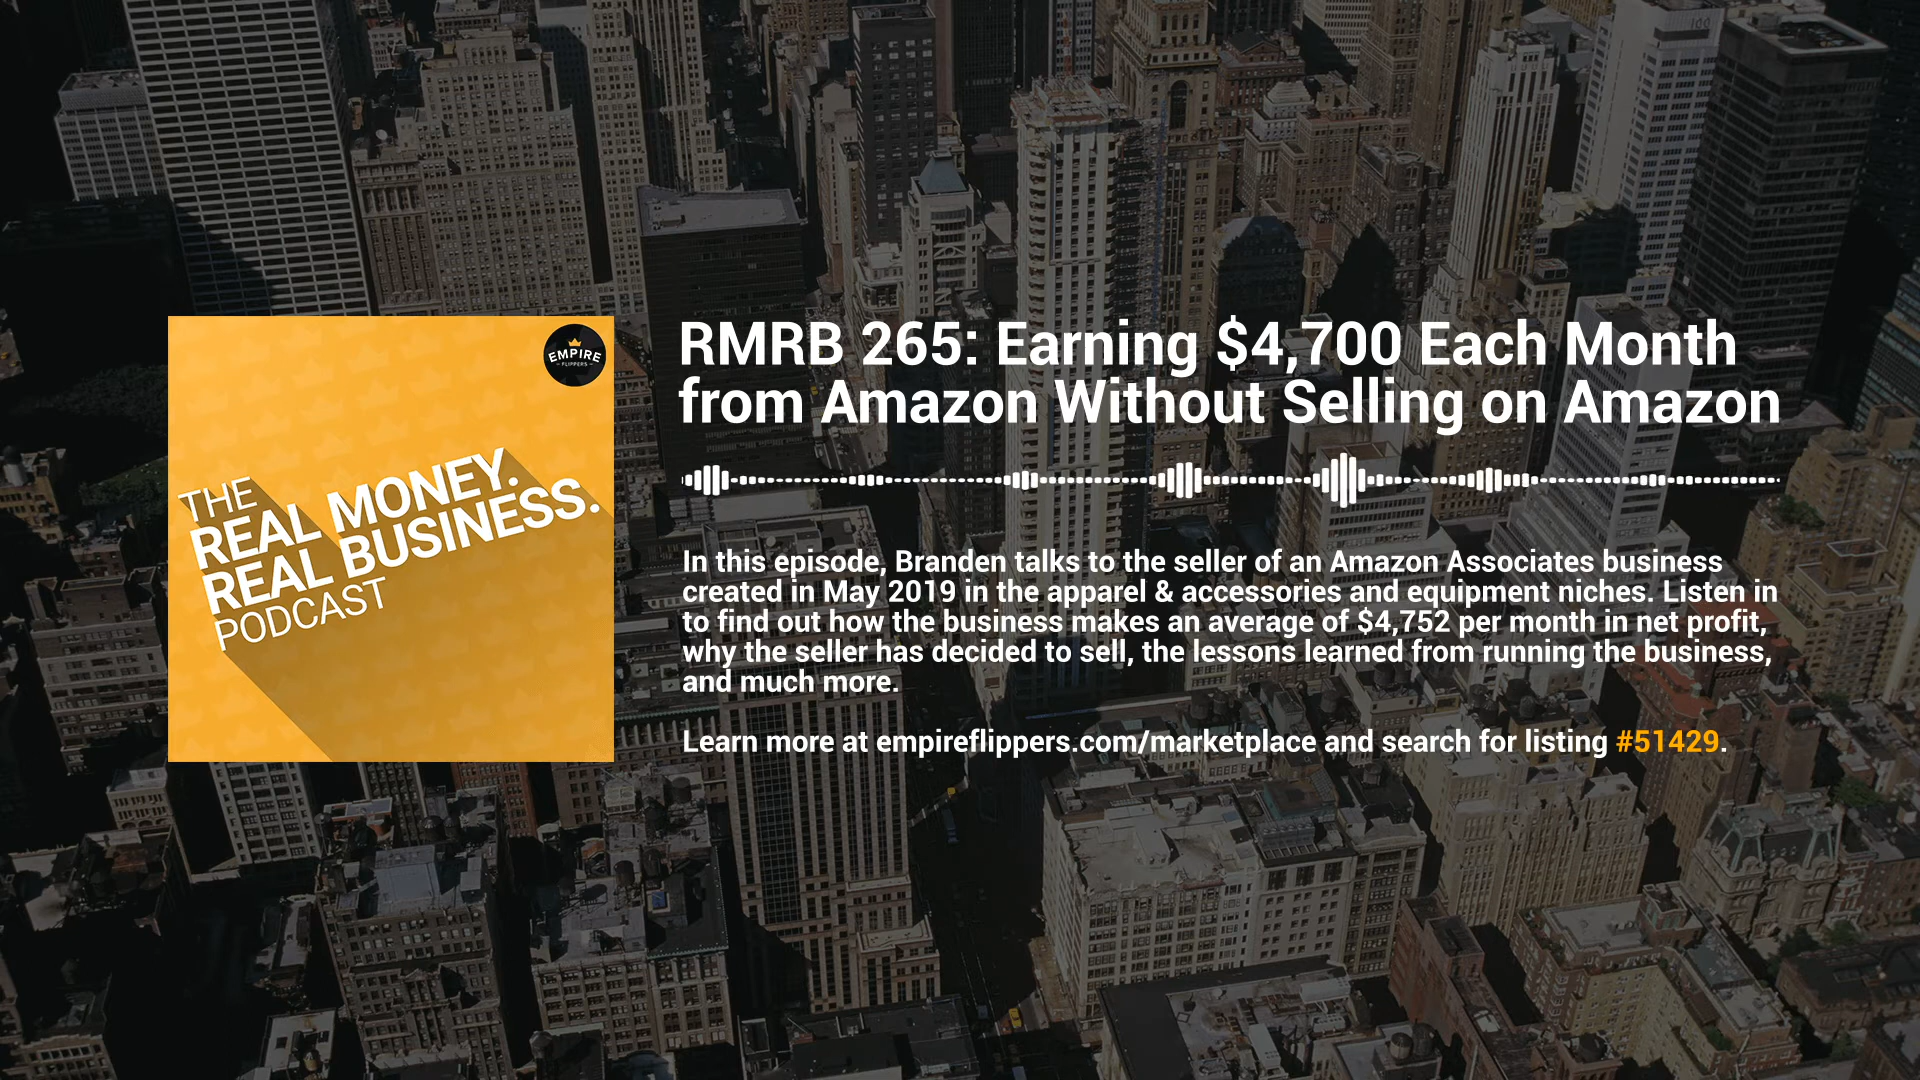 EMPIRE
FLIPPERS
THE
REAL MONEY.
REAL BUSINESS.
PODCAST
RMRB 265: Earning $4,700 Each Month
from Amazon Without Selling on Amazon
In this episode, Branden talks to the seller of an Amazon Associates business
created in May 2019 in the apparel & accessories and equipment niches. Listen in
to find out how the business makes an average of $4,752 per month in net profit,
why the seller has decided to sell, the lessons learned from running the business,
and much more.
Learn more at empireflippers.com/marketplace and search for listing #51429.
100